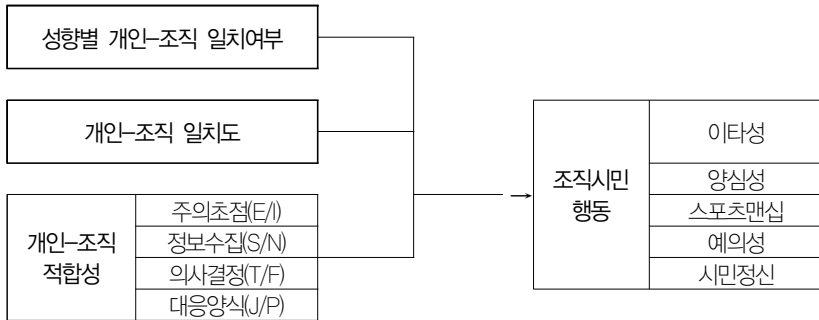 성향별 개인–조직 일치여부
개인–조직 일치도
개인–조직
적합성
주의초점(E/I)
정보수집(S/N)
의사결정(T/F)
대응양식(J/P)
→
조직시민
행동
이타성
양심성
스포츠맨십
예의성
시민정신